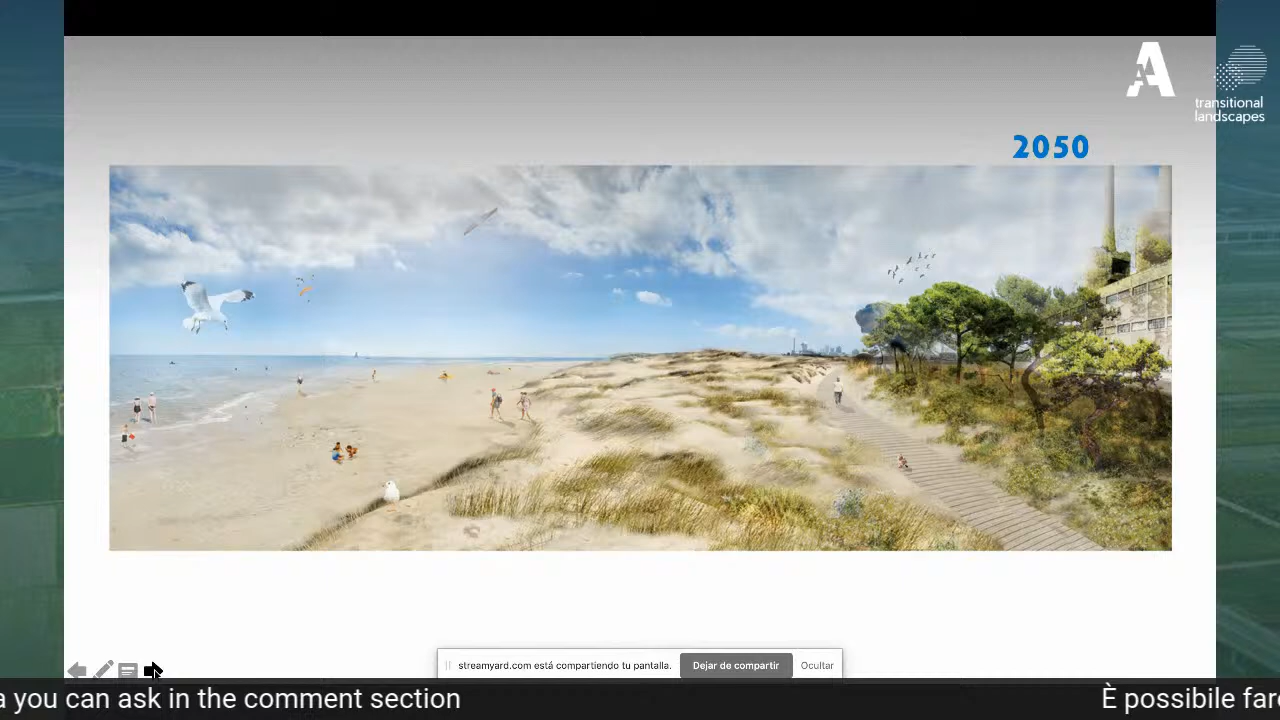 A
transitional
landscapes
2050
streamyard.com está compartiendo tu pantalla.
Dejar de compartir
Ocultar
you can ask in the comment section
È possibile